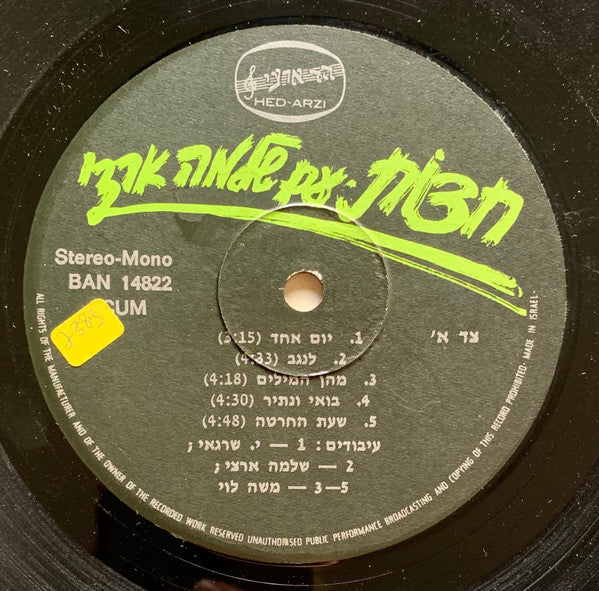 הד ארצי
HED-ARZI
חצות עם שלמה ארצי
Stereo-Mono
BAN 14822
צד א'
1. יום אחד (3:15)
2. לנגב (4:33)
3. מהן המילים (4:18)
4. בואי ונתיר (4:30)
5. שעת החרטה (4:48)
עיבודים: 1 — י. שרגאי;
2 — שלמה ארצי;
3—5 — משה לוי
ALL RIGHTS OF THE MANUFACTURER AND OF THE OWNER OF THE RECORDED WORK RESERVED UNAUTHORISED PUBLIC PERFORMANCE BROADCASTING AND COPYING OF THIS RECORD PROHIBITED · MADE IN ISRAEL ·